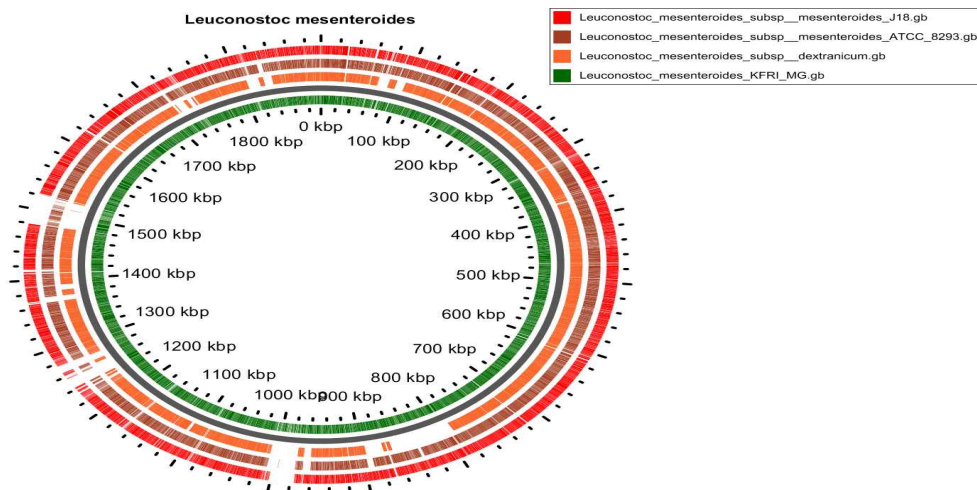 Leuconostoc mesenteroides
Leuconostoc_mesenteroides_subsp__mesenteroides_J18.gb
Leuconostoc_mesenteroides_subsp__mesenteroides_ATCC_8293.gb
Leuconostoc_mesenteroides_subsp__dextranicum.gb
Leuconostoc_mesenteroides_KFRI_MG.gb
0 kbp
100 kbp
200 kbp
300 kbp
400 kbp
500 kbp
600 kbp
700 kbp
800 kbp
900 kbp
1000 kbp
1100 kbp
1200 kbp
1300 kbp
1400 kbp
1500 kbp
1600 kbp
1700 kbp
1800 kbp